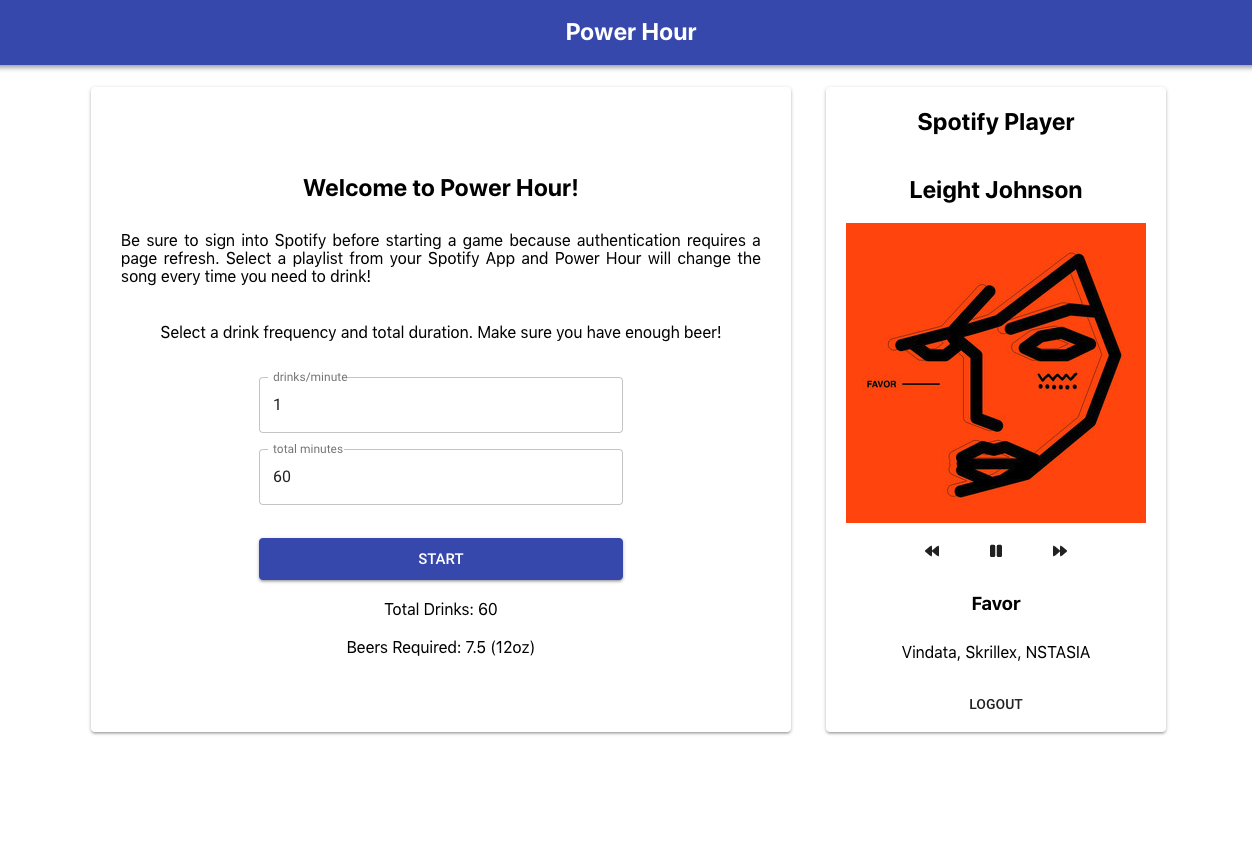 Power Hour
Welcome to Power Hour!
Be sure to sign into Spotify before starting a game because authentication requires a
page refresh. Select a playlist from your Spotify App and Power Hour will change the
song every time you need to drink!
Select a drink frequency and total duration. Make sure you have enough beer!
drinks/minute
1
total minutes
60
START
Total Drinks: 60
Beers Required: 7.5 (12oz)
Spotify Player
Leight Johnson
FAVOR
Favor
Vindata, Skrillex, NSTASIA
LOGOUT